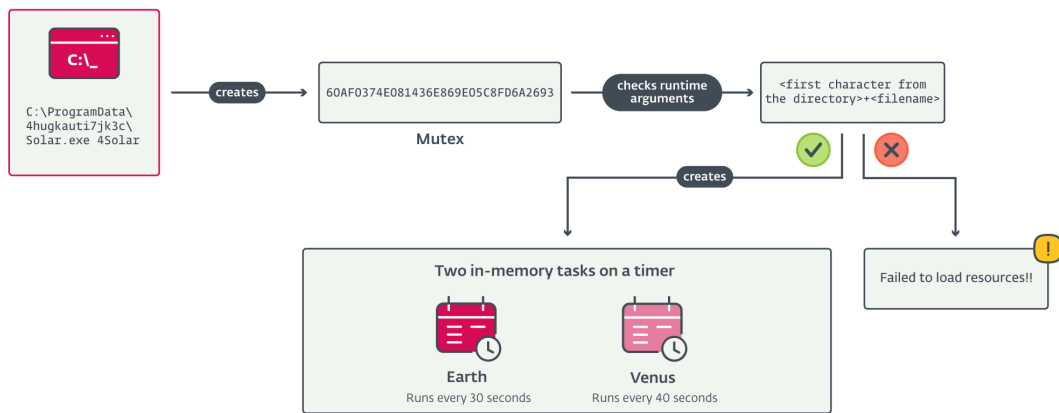 C:\_
C:\ProgramData\
4hugkauti7jk3c\
Solar.exe 4Solar
creates
60AF0374E081436E869E05C8FD6A2693
Mutex
checks runtime
arguments
<first character from
the directory>+<filename>
creates
Two in-memory tasks on a timer
Earth
Runs every 30 seconds
Venus
Runs every 40 seconds
!
Failed to load resources!!